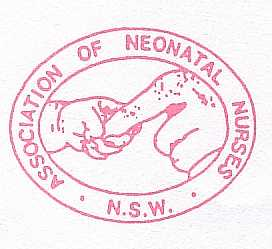 ASSOCIATION OF NEONATAL NURSES
· N.S.W. ·